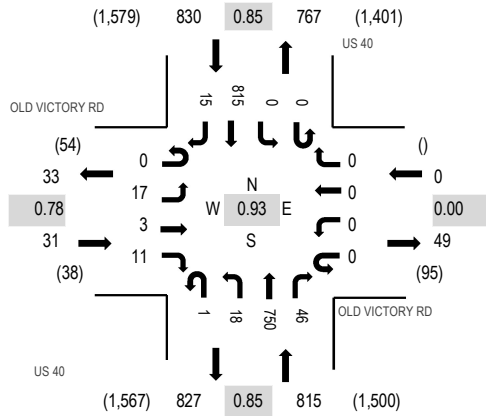 (1,579) 830 0.85 767 (1,401)
US 40
15 815 0 0
OLD VICTORY RD
(54) ()
0 0
33 0
17 N 0
0.78 W 0.93 E 0.00
3 0
31 S 49
11 0
(38) (95)
1 18 750 46
OLD VICTORY RD
US 40
(1,567) 827 0.85 815 (1,500)